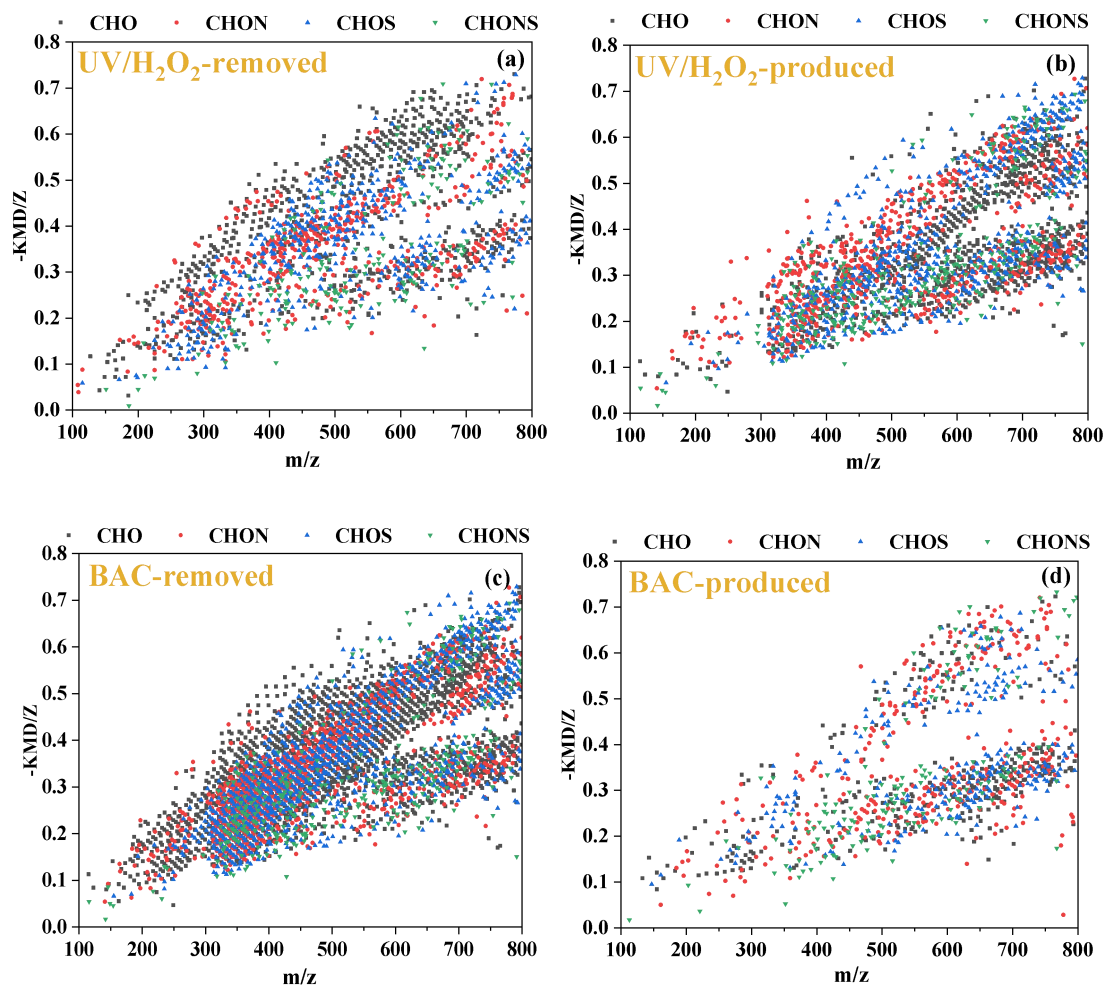 CHO CHON CHOS CHONS
UV/H₂O₂-removed
(a)
0.8
0.7
0.6
0.5
0.4
0.3
0.2
0.1
0.0
-KMD/Z
100 200 300 400 500 600 700 800
m/z
CHO CHON CHOS CHONS
UV/H₂O₂-produced
(b)
0.8
0.7
0.6
0.5
0.4
0.3
0.2
0.1
0.0
-KMD/Z
100 200 300 400 500 600 700 800
m/z
CHO CHON CHOS CHONS
BAC-removed
(c)
0.8
0.7
0.6
0.5
0.4
0.3
0.2
0.1
0.0
-KMD/Z
100 200 300 400 500 600 700 800
m/z
CHO CHON CHOS CHONS
BAC-produced
(d)
0.8
0.7
0.6
0.5
0.4
0.3
0.2
0.1
0.0
-KMD/Z
100 200 300 400 500 600 700 800
m/z